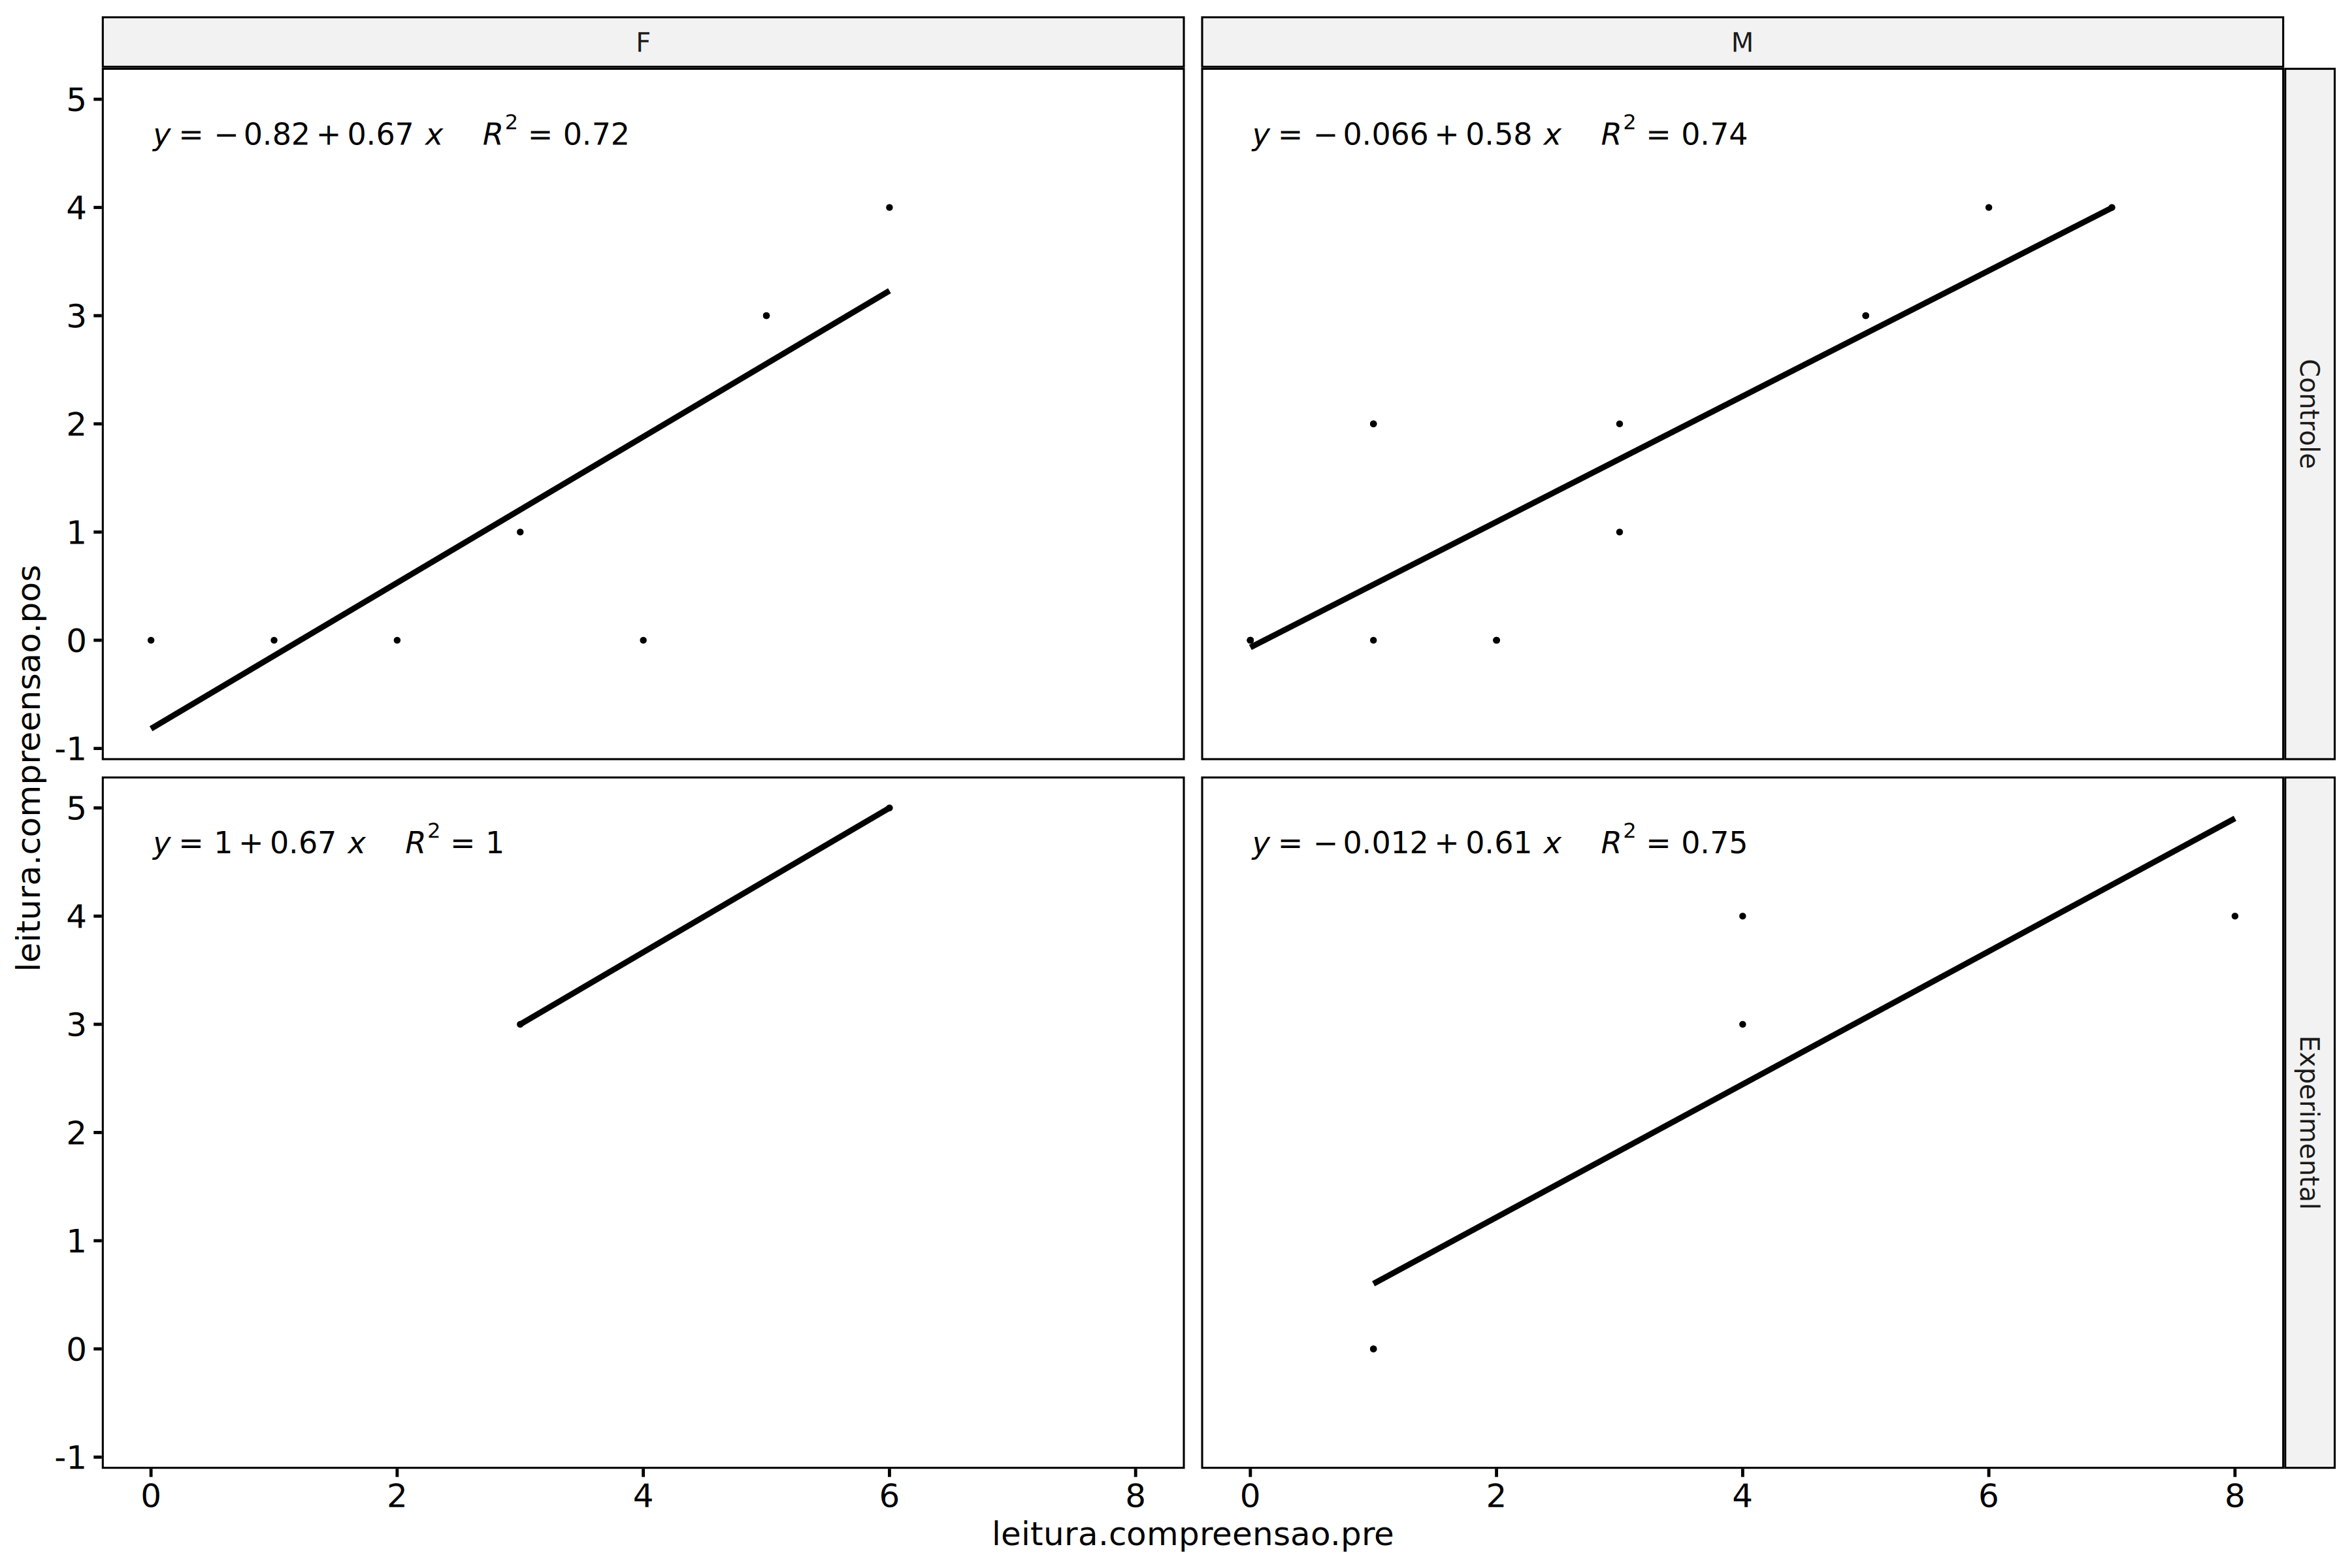 F
M
5
4
3
2
1
0
-1
y = − 0.82 + 0.67 x R² = 0.72
y = − 0.066 + 0.58 x R² = 0.74
Controle
leitura.compreensao.pos
5
4
3
2
1
0
-1
y = 1 + 0.67 x R² = 1
y = − 0.012 + 0.61 x R² = 0.75
Experimental
0 2 4 6 8
0 2 4 6 8
leitura.compreensao.pre